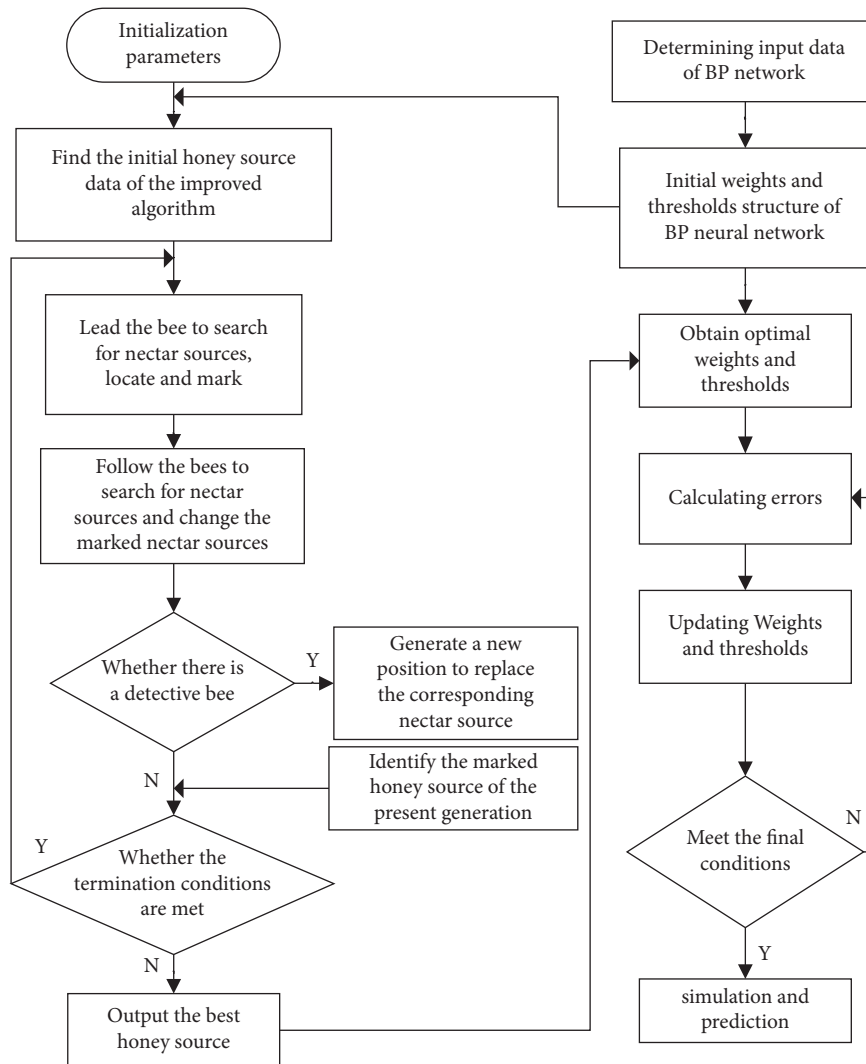 Initialization
parameters
Find the initial honey source
data of the improved
algorithm
Lead the bee to search
for nectar sources,
locate and mark
Follow the bees to
search for nectar
sources and change the
marked nectar sources
Whether there is
a detective bee
Y
Generate a new
position to replace
the corresponding
nectar source
N
Identify the marked
honey source of the
present generation
Y
Whether the
termination conditions
are met
N
Output the best
honey source
Determining input data
of BP network
Initial weights and
thresholds structure of
BP neural network
Obtain optimal
weights and
thresholds
Calculating errors
Updating Weights
and thresholds
Meet the final
conditions
N
Y
simulation and
prediction